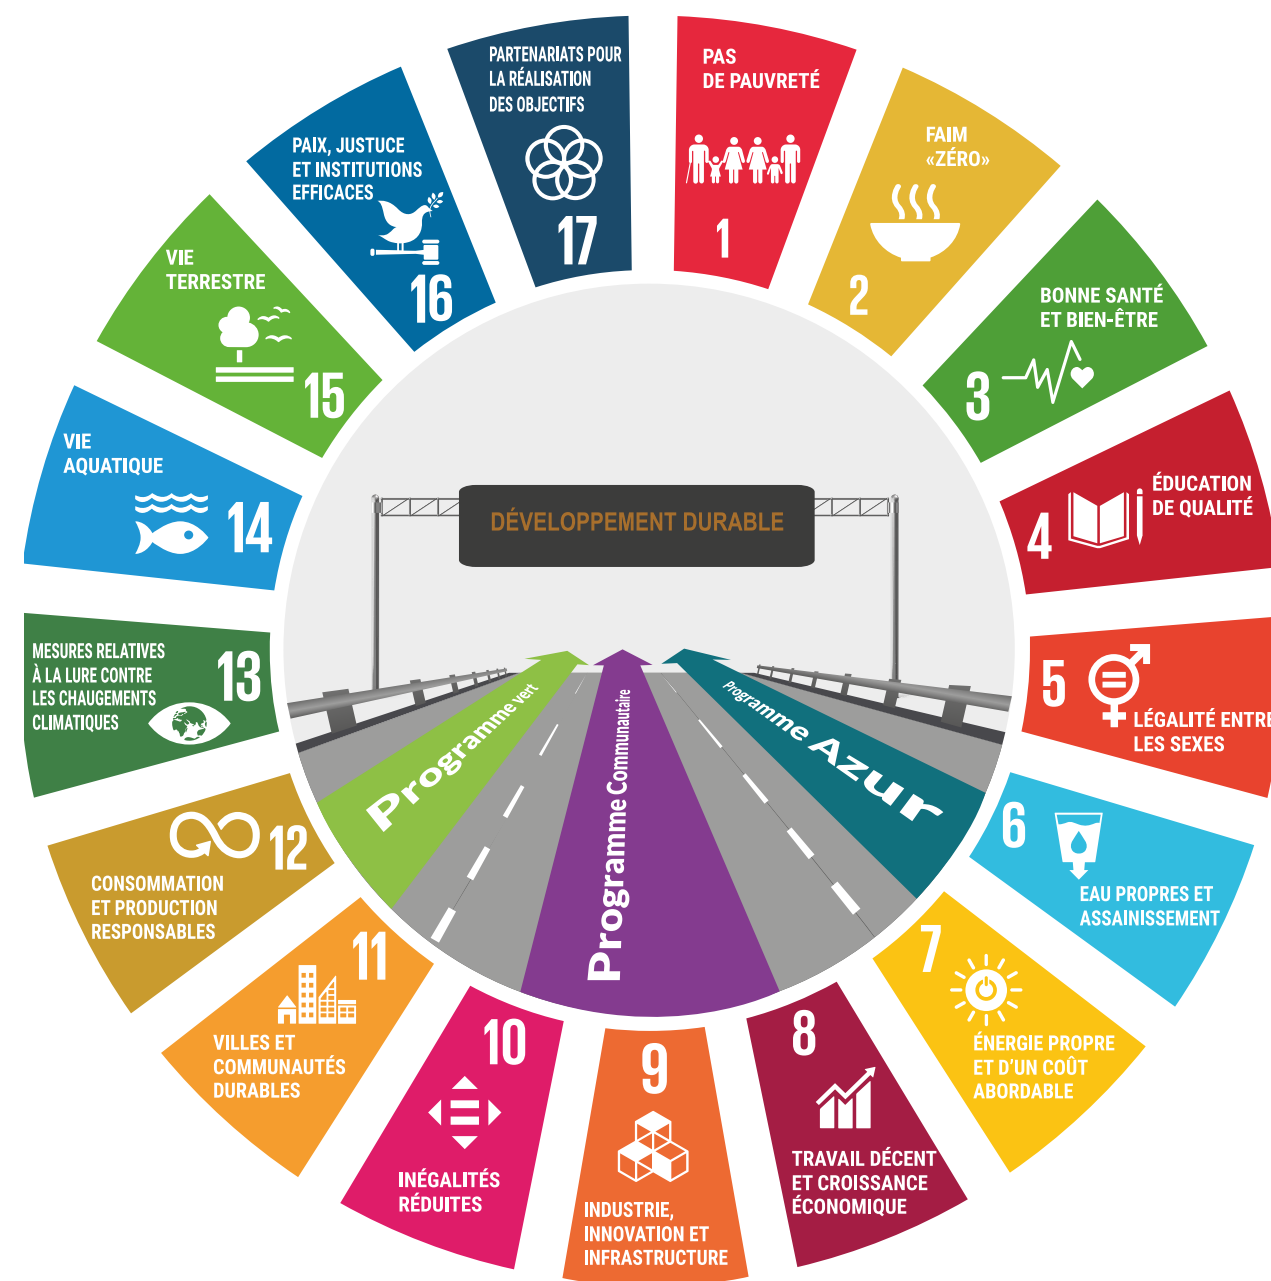 PAS
DE PAUVRETÉ
1
FAIM
«ZÉRO»
2
BONNE SANTÉ
ET BIEN-ÊTRE
3
ÉDUCATION
DE QUALITÉ
4
5
LÉGALITÉ ENTRE
LES SEXES
6
EAU PROPRES ET
ASSAINISSEMENT
7
ÉNERGIE PROPRE
ET D'UN COÛT
ABORDABLE
8
TRAVAIL DÉCENT
ET CROISSANCE
ÉCONOMIQUE
9
INDUSTRIE,
INNOVATION ET
INFRASTRUCTURE
10
INÉGALITÉS
RÉDUITES
11
VILLES ET
COMMUNAUTÉS
DURABLES
12
CONSOMMATION
ET PRODUCTION
RESPONSABLES
MESURES RELATIVES
À LA LURE CONTRE
LES CHAUGEMENTS
CLIMATIQUES
13
VIE
AQUATIQUE
14
VIE
TERRESTRE
15
PAIX, JUSTUCE
ET INSTITUTIONS
EFFICACES
16
PARTENARIATS POUR
LA RÉALISATION
DES OBJECTIFS
17
DÉVELOPPEMENT DURABLE
Programme vert
Programme Communautaire
Programme Azur